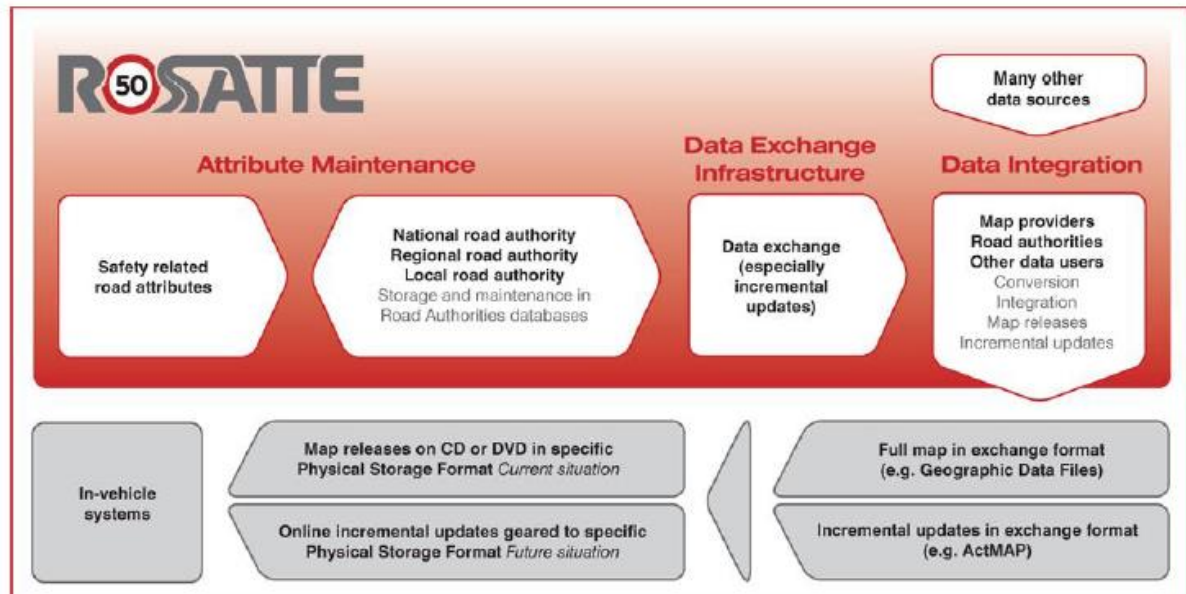 ROSATTE
50
Many other
data sources
Attribute Maintenance
Data Exchange
Infrastructure
Data Integration
Safety related
road attributes
National road authority
Regional road authority
Local road authority
Storage and maintenance in
Road Authorities databases
Data exchange
(especially
incremental
updates)
Map providers
Road authorities
Other data users
Conversion
Integration
Map releases
Incremental updates
In-vehicle
systems
Map releases on CD or DVD in specific
Physical Storage Format Current situation
Online incremental updates geared to specific
Physical Storage Format Future situation
Full map in exchange format
(e.g. Geographic Data Files)
Incremental updates in exchange format
(e.g. ActMAP)